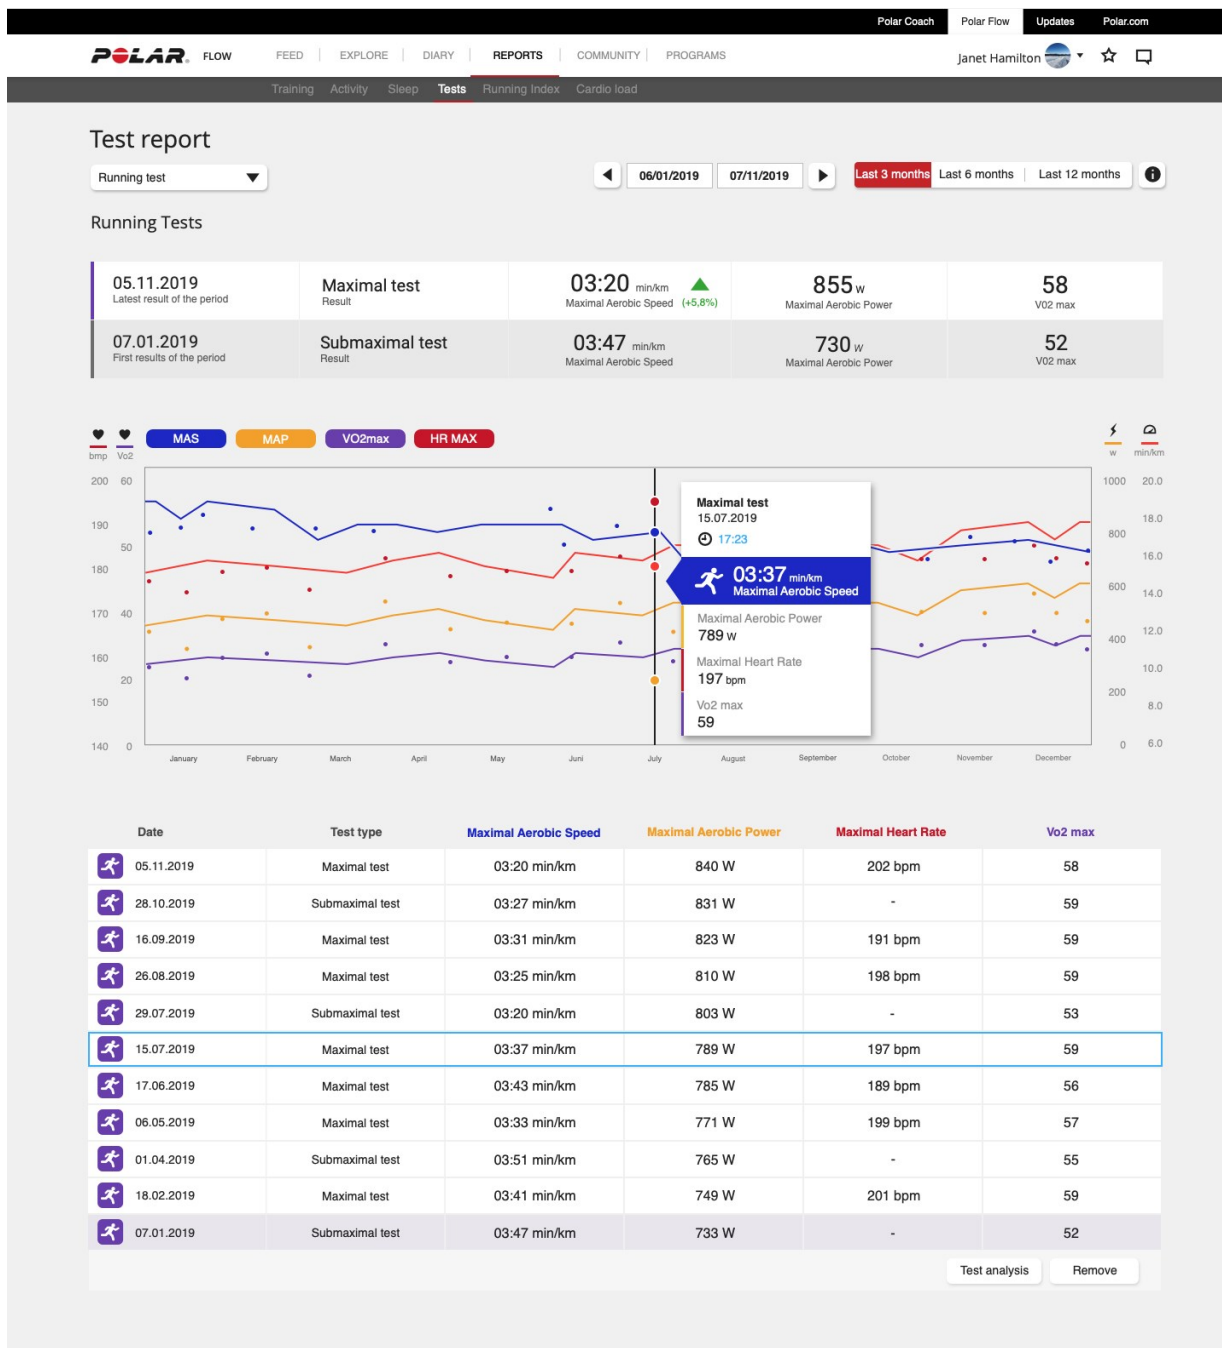 Polar Coach Polar Flow Updates Polar.com
POLAR. FLOW FEED EXPLORE DIARY REPORTS COMMUNITY PROGRAMS Janet Hamilton
Training Activity Sleep Tests Running Index Cardio load
Test report
Running test 06/01/2019 07/11/2019 Last 3 months Last 6 months Last 12 months
Running Tests
05.11.2019 Maximal test 03:20 min/km 855 w 58
Latest result of the period Result Maximal Aerobic Speed (+5,8%) Maximal Aerobic Power V02 max
07.01.2019 Submaximal test 03:47 min/km 730 w 52
First results of the period Result Maximal Aerobic Speed Maximal Aerobic Power V02 max
MAS MAP VO2max HR MAX
bmp Vo2 w min/km
200 60 1000 20.0
190 18.0
800
50
180 16.0
600
14.0
170 40
12.0
400
160
10.0
20
200
150 8.0
140 0 0 6.0
Maximal test
15.07.2019
17:23
03:37 min/km
Maximal Aerobic Speed
Maximal Aerobic Power
789 w
Maximal Heart Rate
197 bpm
Vo2 max
59
January February March April May Juni July August September October November December
Date Test type Maximal Aerobic Speed Maximal Aerobic Power Maximal Heart Rate Vo2 max
05.11.2019 Maximal test 03:20 min/km 840 W 202 bpm 58
28.10.2019 Submaximal test 03:27 min/km 831 W - 59
16.09.2019 Maximal test 03:31 min/km 823 W 191 bpm 59
26.08.2019 Maximal test 03:25 min/km 810 W 198 bpm 59
29.07.2019 Submaximal test 03:20 min/km 803 W - 53
15.07.2019 Maximal test 03:37 min/km 789 W 197 bpm 59
17.06.2019 Maximal test 03:43 min/km 785 W 189 bpm 56
06.05.2019 Maximal test 03:33 min/km 771 W 199 bpm 57
01.04.2019 Submaximal test 03:51 min/km 765 W - 55
18.02.2019 Maximal test 03:41 min/km 749 W 201 bpm 59
07.01.2019 Submaximal test 03:47 min/km 733 W - 52
Test analysis Remove